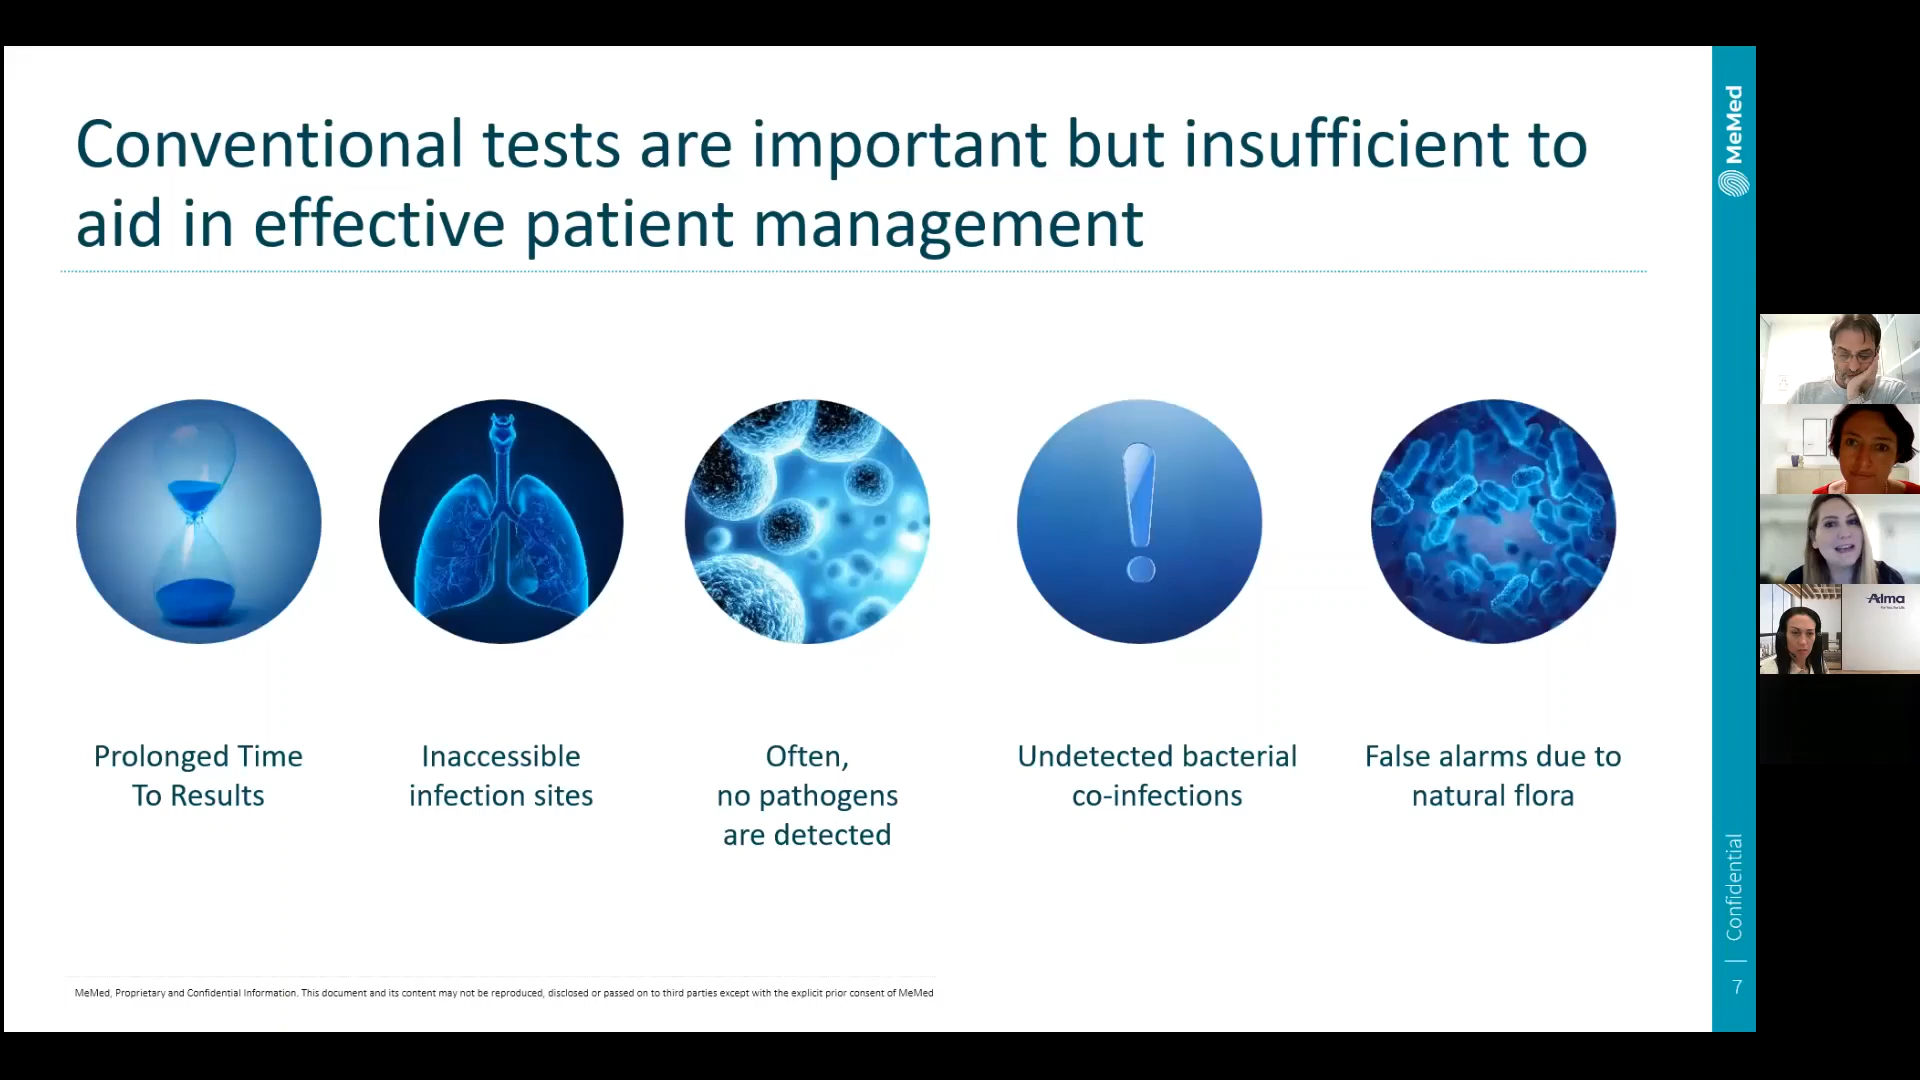 Conventional tests are important but insufficient to
aid in effective patient management
Prolonged Time
To Results
Inaccessible
infection sites
Often,
no pathogens
are detected
Undetected bacterial
co-infections
False alarms due to
natural flora
MeMed, Proprietary and Confidential Information. This document and its content may not be reproduced, disclosed or passed on to third parties except with the explicit prior consent of MeMed
MeMed
Confidential
7
Alma